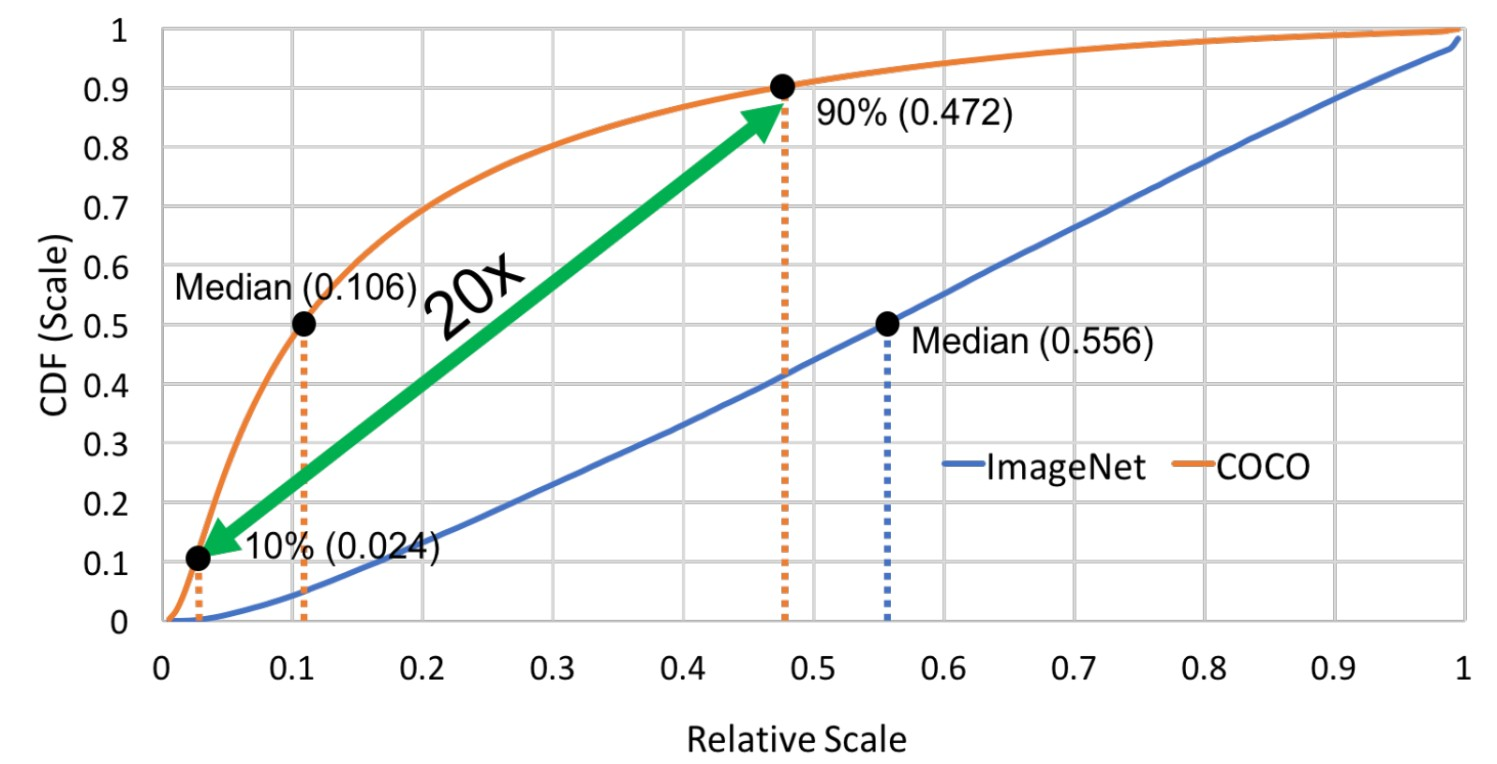 1
0.9
0.8
0.7
0.6
0.5
0.4
0.3
0.2
0.1
0
CDF (Scale)
90% (0.472)
Median (0.106)
20x
Median (0.556)
ImageNet COCO
10% (0.024)
0 0.1 0.2 0.3 0.4 0.5 0.6 0.7 0.8 0.9 1
Relative Scale